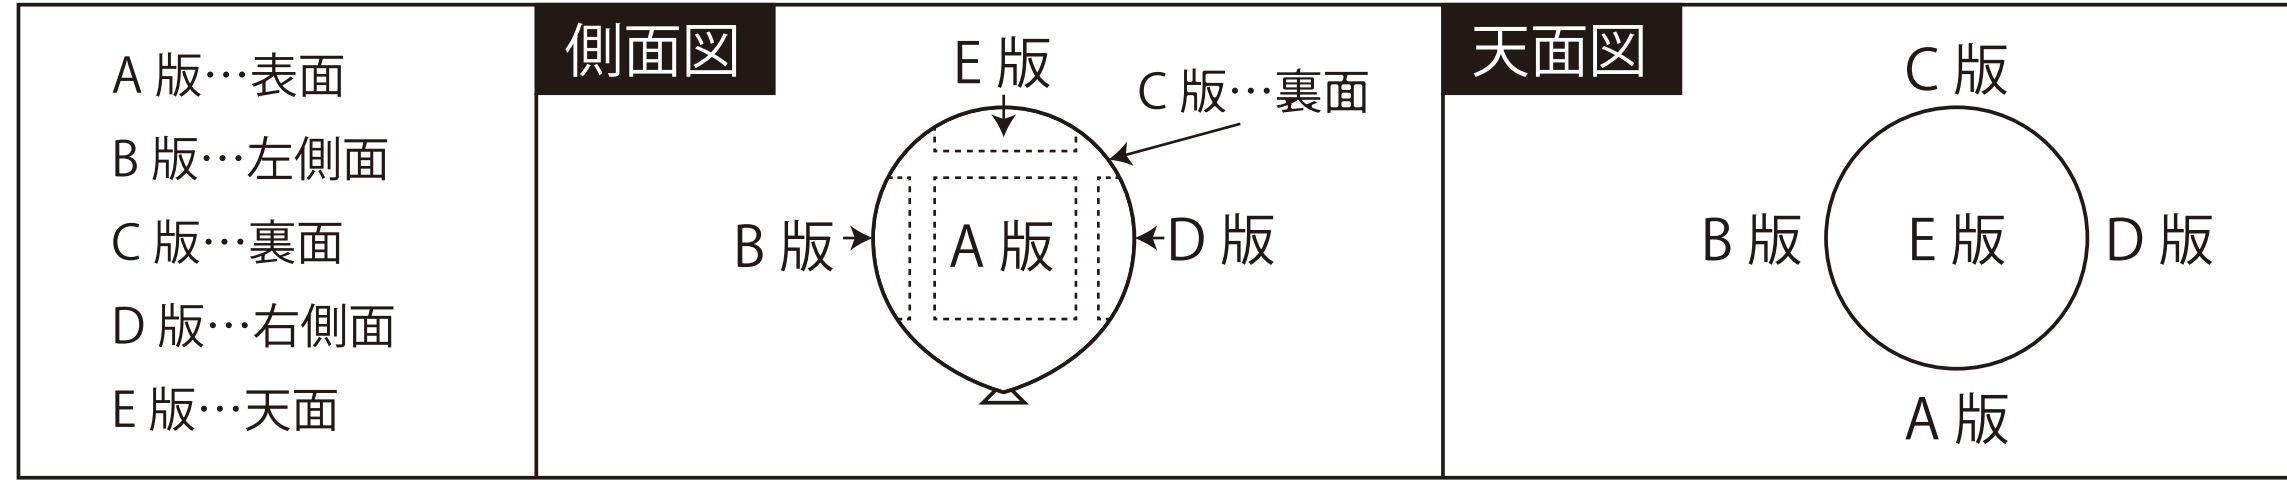 A 版…表面
B 版…左側面
C 版…裏面
D 版…右側面
E 版…天面
側面図
E 版
C 版…裏面
B 版
A 版
D 版
天面図
C 版
B 版
E 版
D 版
A 版